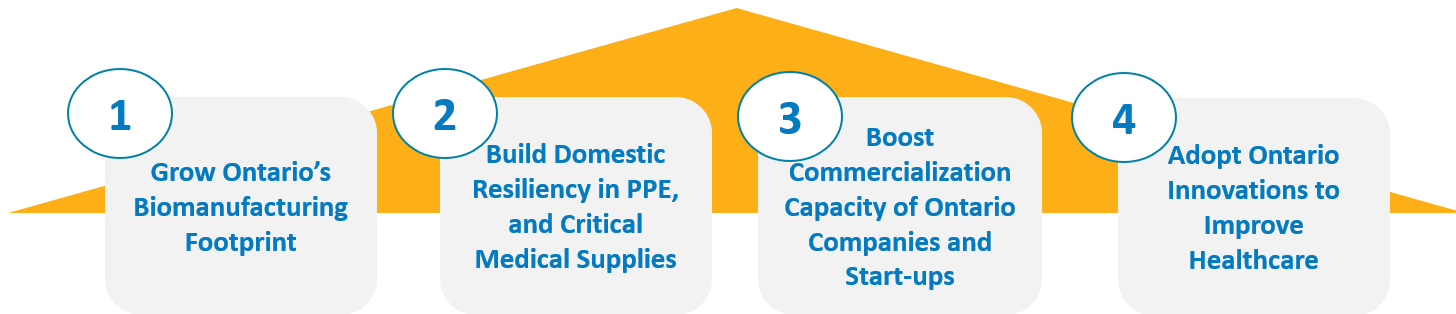 1
Grow Ontario’s
Biomanufacturing
Footprint
2
Build Domestic
Resiliency in PPE,
and Critical
Medical Supplies
3
Boost
Commercialization
Capacity of Ontario
Companies and
Start-ups
4
Adopt Ontario
Innovations to
Improve
Healthcare